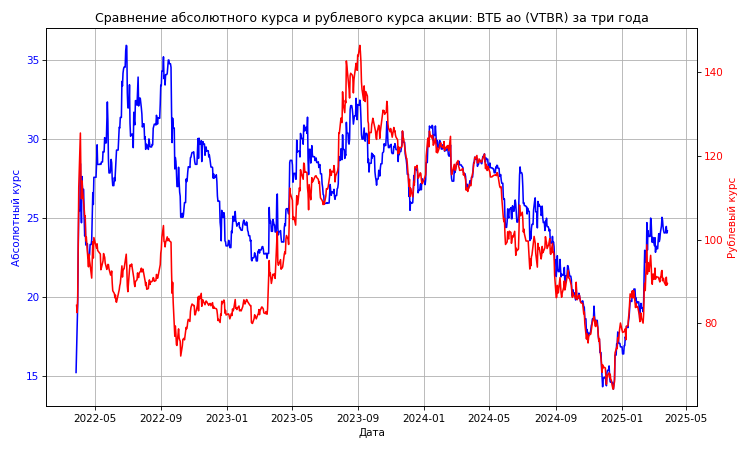 Сравнение абсолютного курса и рублевого курса акции: ВТБ ао (VTBR) за три года
Абсолютный курс
35
30
25
20
15
140
120
100
80
Рублевый курс
2022-05 2022-09 2023-01 2023-05 2023-09 2024-01 2024-05 2024-09 2025-01 2025-05
Дата